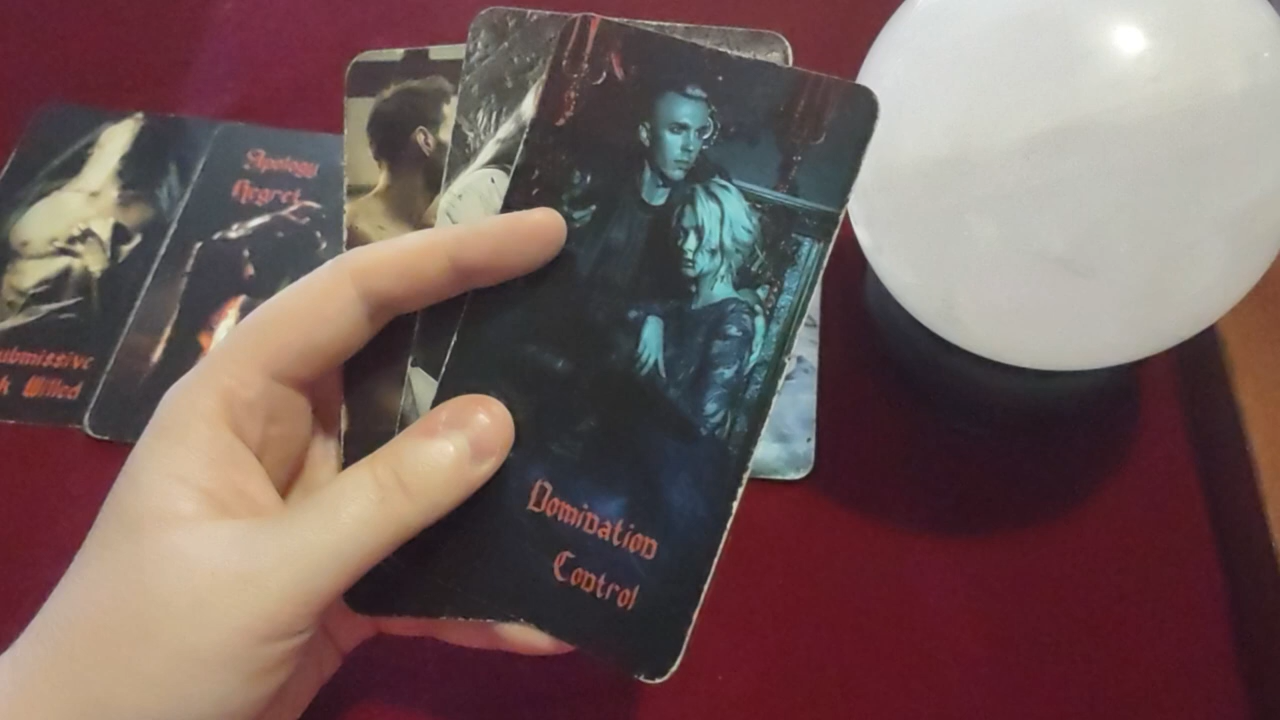 Apology
Regret
ubmissive
k Willed
Domination
Control